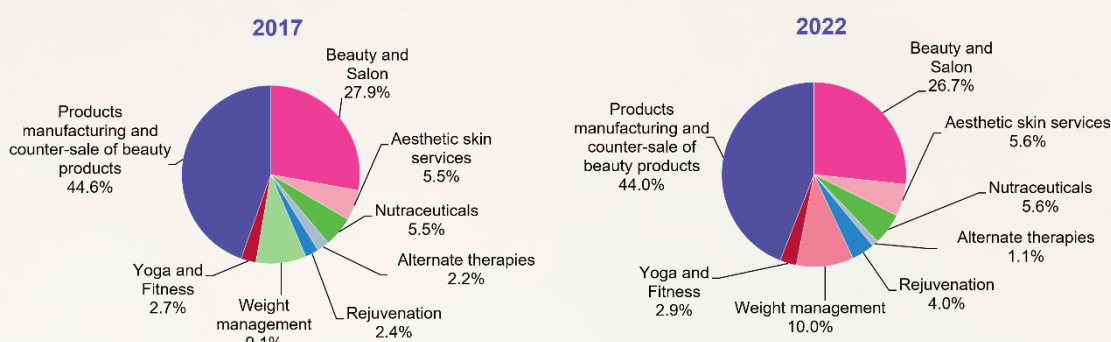 2017
Beauty and
Salon
27.9%
Products
manufacturing and
counter-sale of beauty
products
44.6%
Aesthetic skin
services
5.5%
Nutraceuticals
5.5%
Alternate therapies
2.2%
Rejuvenation
2.4%
Weight
management
9.1%
Yoga and
Fitness
2.7%
2022
Beauty and
Salon
26.7%
Products
manufacturing and
counter-sale of
beauty products
44.0%
Aesthetic skin services
5.6%
Nutraceuticals
5.6%
Alternate therapies
1.1%
Rejuvenation
4.0%
Weight management
10.0%
Yoga and
Fitness
2.9%